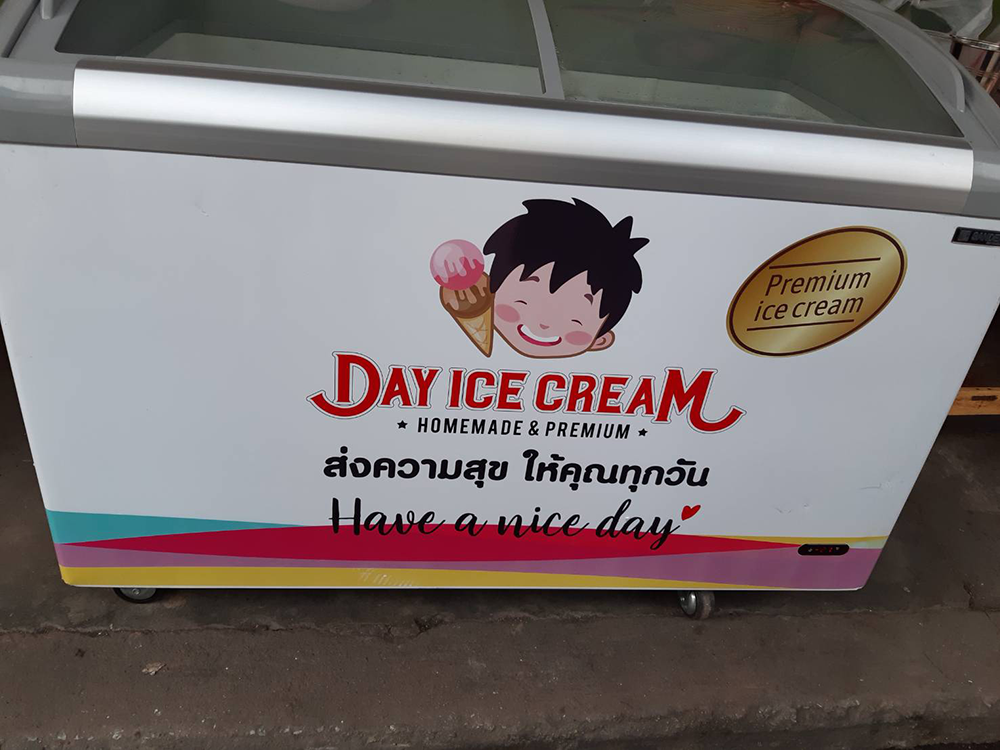 Premium
ice cream
DAY ICE CREAM
★ HOMEMADE & PREMIUM ★
ส่งความสุข ให้คุณทุกวัน
Have a nice day